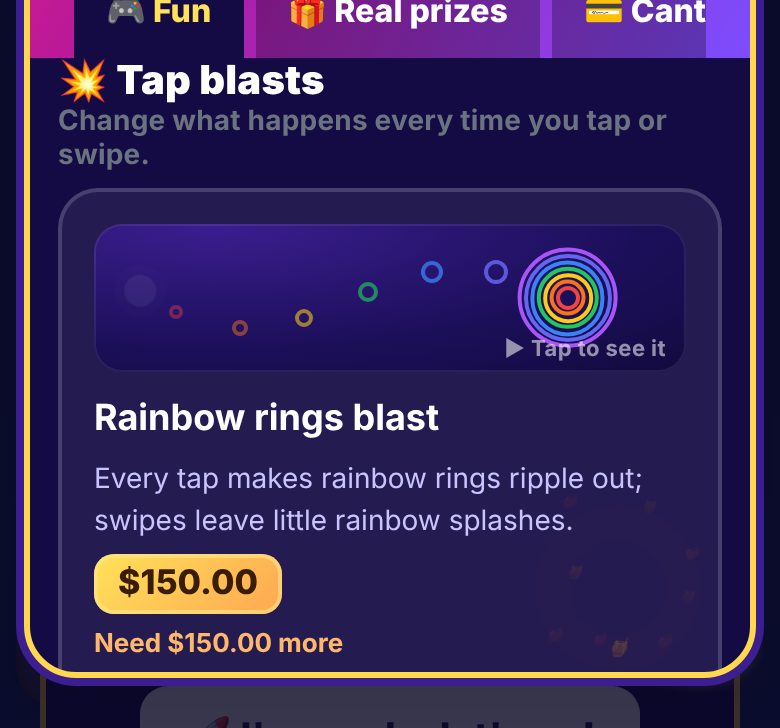 🎮 Fun
🎁 Real prizes
💳 Cant
💥 Tap blasts
Change what happens every time you tap or
swipe.
▶ Tap to see it
Rainbow rings blast
Every tap makes rainbow rings ripple out;
swipes leave little rainbow splashes.
$150.00
Need $150.00 more